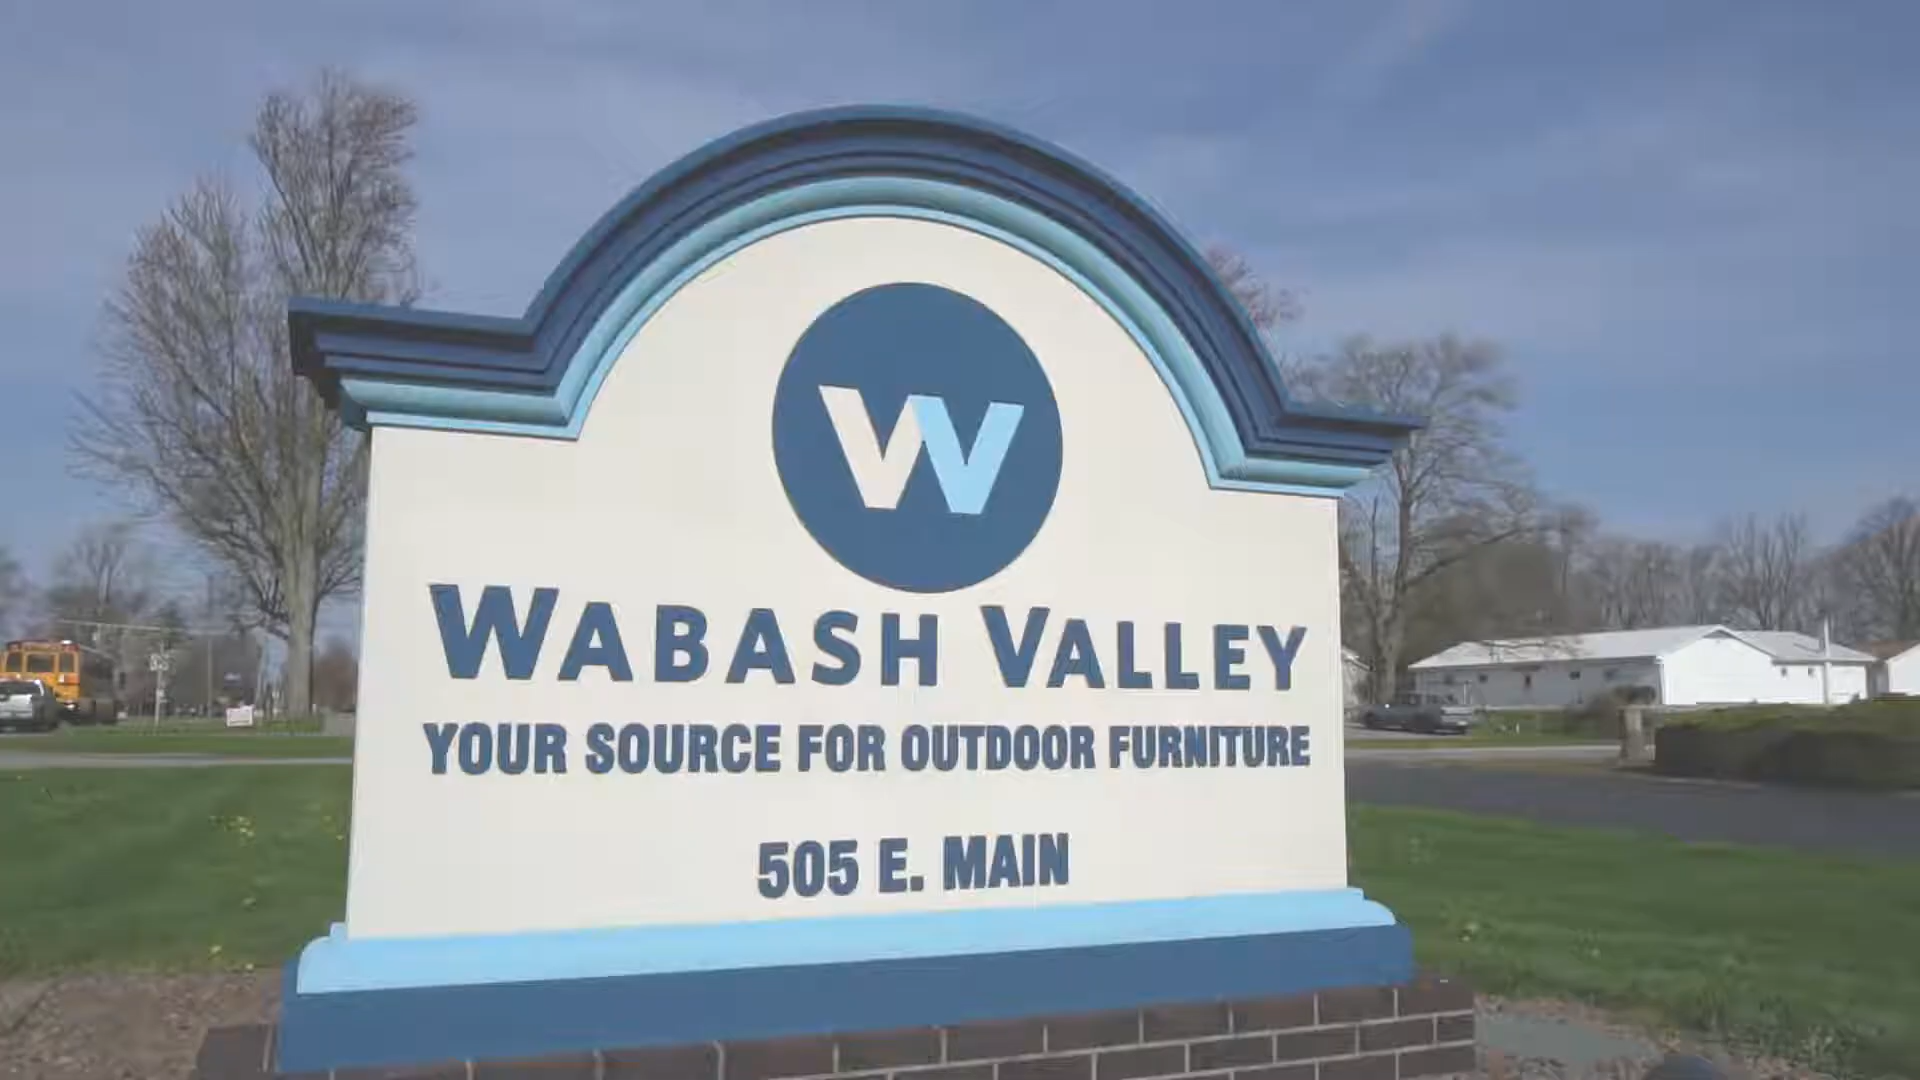 W
WABASH VALLEY
YOUR SOURCE FOR OUTDOOR FURNITURE
505 E. MAIN